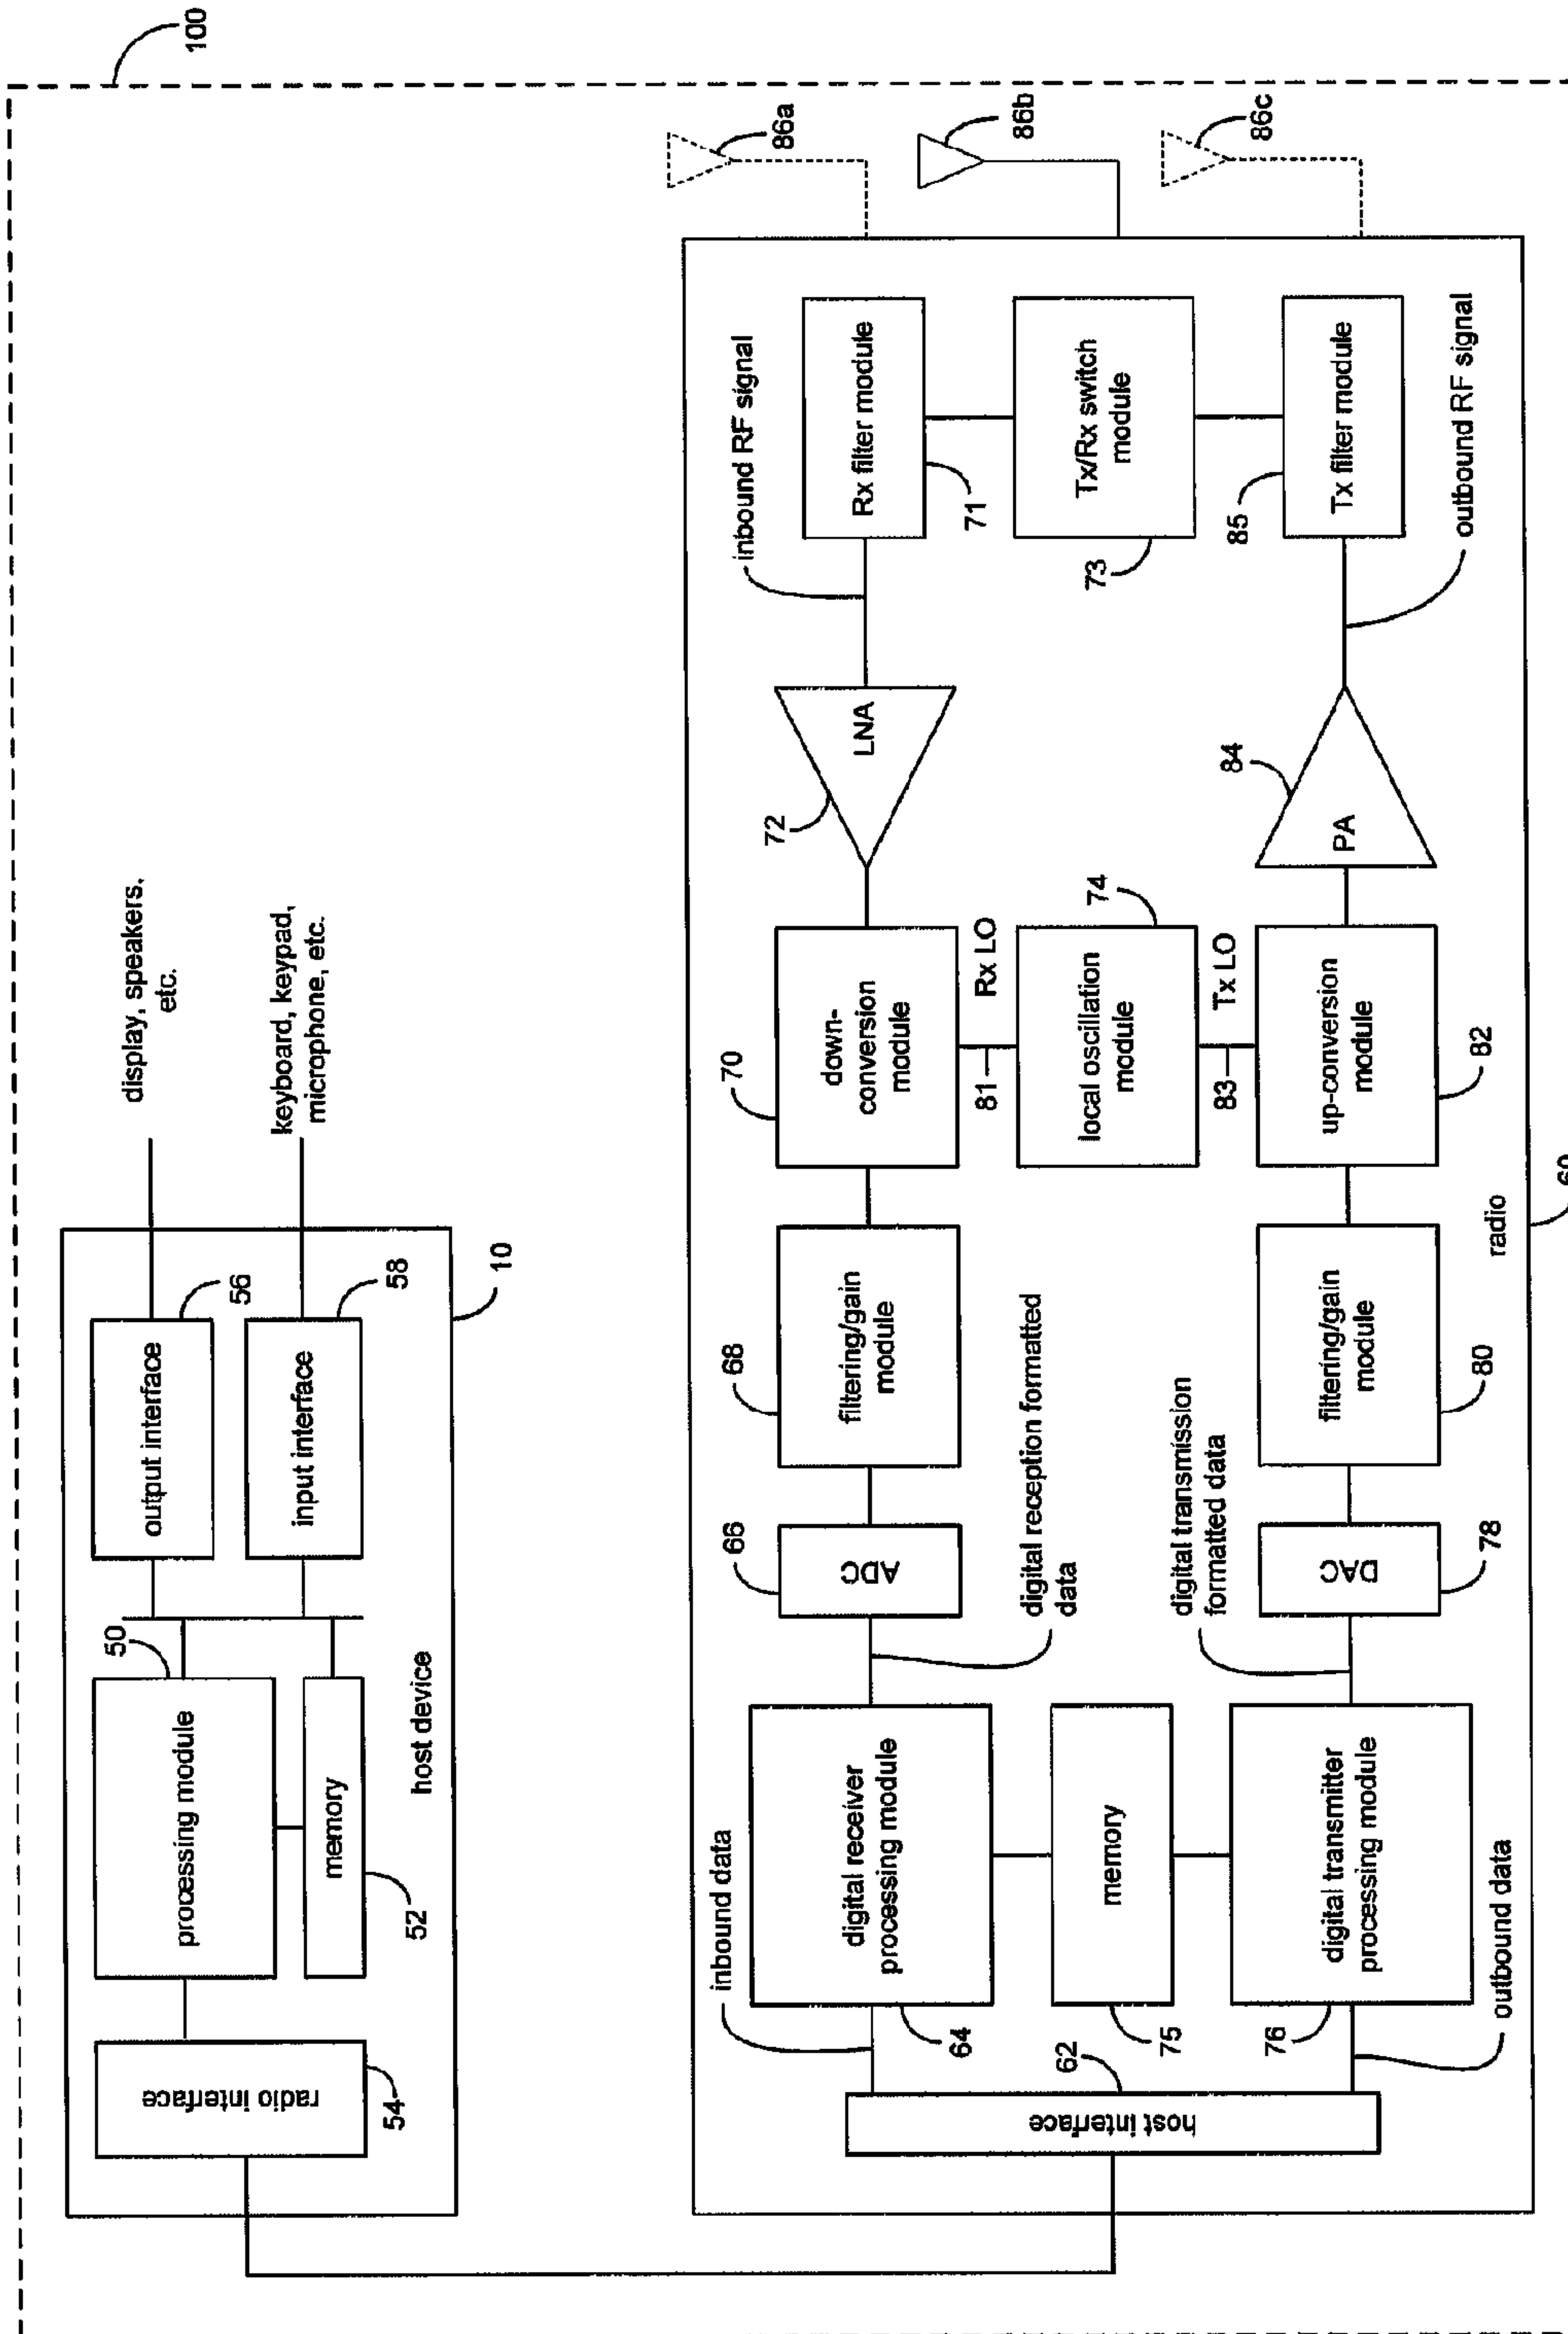 100
display, speakers,
etc.
keyboard, keypad,
microphone, etc.
output interface
56
input interface
58
10
50
processing module
memory
52
host device
radio interface
54
86a
86b
86c
inbound RF signal
Rx filter module
71
Tx/Rx switch
module
73
85
Tx filter module
outbound RF signal
LNA
72
84
PA
70
down-
conversion
module
Rx LO
81
74
local oscillation
module
Tx LO
83
up-conversion
module
82
68
filtering/gain
module
filtering/gain
module
80
radio
66
ADC
digital reception formatted
data
digital transmission
formatted data
DAC
78
inbound data
digital receiver
processing module
64
memory
75
digital transmitter
processing module
76
outbound data
62
host interface